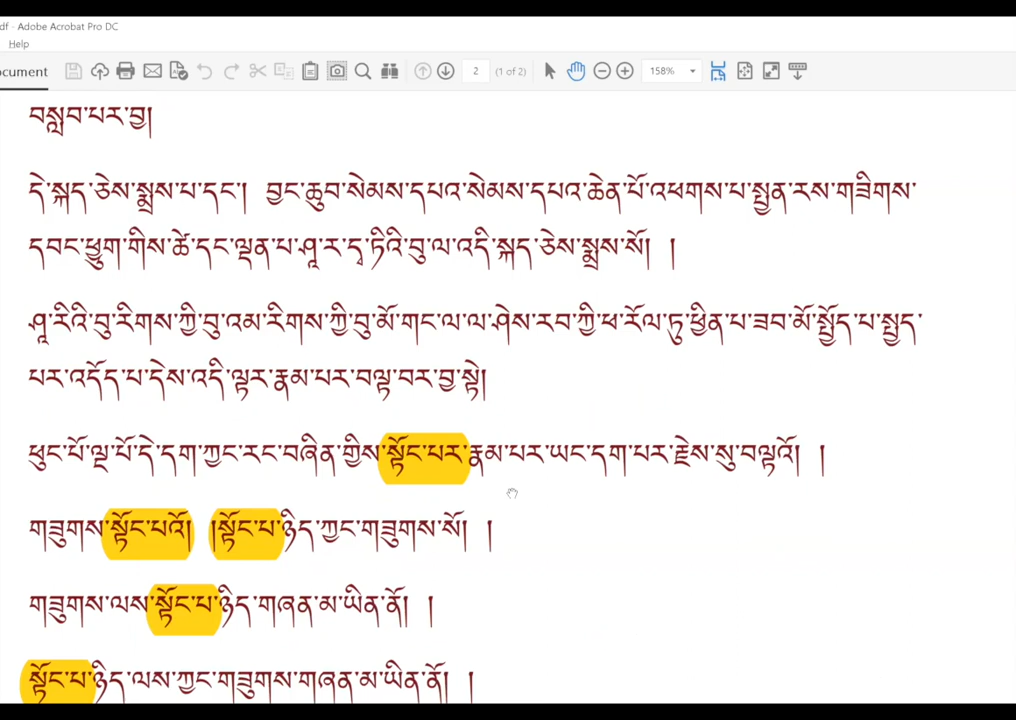 df - Adobe Acrobat Pro DC
Help
ocument 2 (1 of 2) 158%
བསླབ་པར་བྱ།
དེ་སྐད་ཅེས་སྨྲས་པ་དང་། བྱང་ཆུབ་སེམས་དཔའ་སེམས་དཔའ་ཆེན་པོ་འཕགས་པ་སྤྱན་རས་གཟིགས་
དབང་ཕྱུག་གིས་ཚེ་དང་ལྡན་པ་ཤཱ་ར་དྭ་ཏིའི་བུ་ལ་འདི་སྐད་ཅེས་སྨྲས་སོ། །
ཤཱ་རིའི་བུ་རིགས་ཀྱི་བུ་འམ་རིགས་ཀྱི་བུ་མོ་གང་ལ་ལ་ཤེས་རབ་ཀྱི་ཕ་རོལ་ཏུ་ཕྱིན་པ་ཟབ་མོ་སྤྱོད་པ་སྤྱད་
པར་འདོད་པ་དེས་འདི་ལྟར་རྣམ་པར་བལྟ་བར་བྱ་སྟེ།
ཕུང་པོ་ལྔ་པོ་དེ་དག་ཀྱང་རང་བཞིན་གྱིས་སྟོང་པར་རྣམ་པར་ཡང་དག་པར་རྗེས་སུ་བལྟའོ། །
གཟུགས་སྟོང་པའོ། །སྟོང་པ་ཉིད་ཀྱང་གཟུགས་སོ། །
གཟུགས་ལས་སྟོང་པ་ཉིད་གཞན་མ་ཡིན་ནོ། །
སྟོང་པ་ཉིད་ལས་ཀྱང་གཟུགས་གཞན་མ་ཡིན་ནོ། །